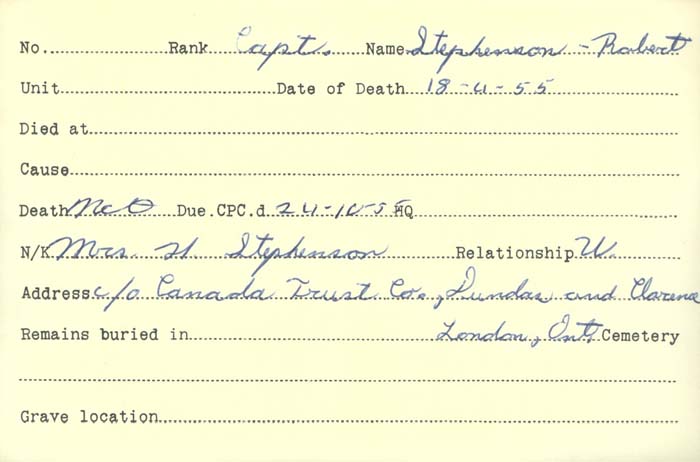 No. Rank Capt. Name Stephenson - Robert
Unit Date of Death 18-4-55
Died at
Cause
Death NCO Due.CPC.d. 24-10-55 HQ
N/K Mrs. H Stephenson Relationship W.
Address c/o Canada Trust Co., Dundas and Clarence
Remains buried in London, Ont. Cemetery
Grave location